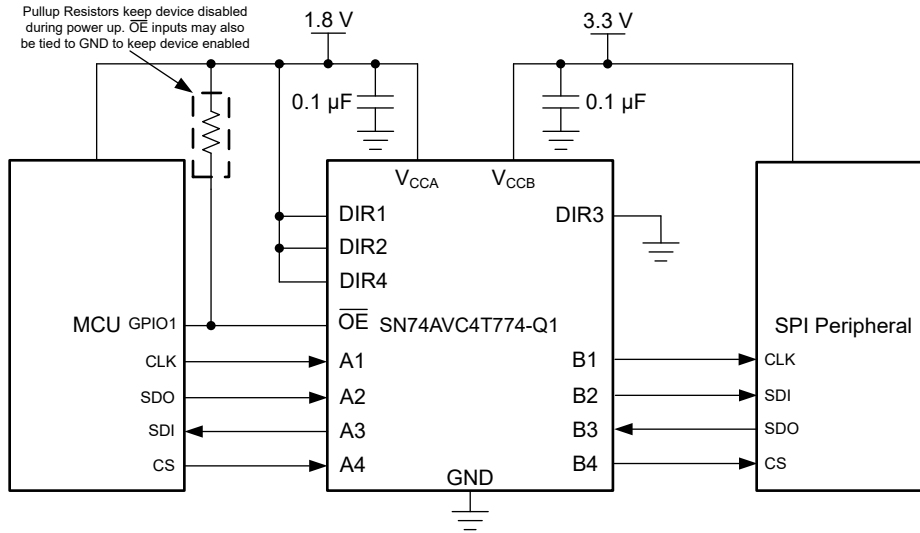 Pullup Resistors keep device disabled
during power up. OE inputs may also
be tied to GND to keep device enabled
1.8 V
3.3 V
0.1 µF
0.1 µF
VCCA
VCCB
DIR1
DIR3
DIR2
DIR4
MCU
GPIO1
OE
SN74AVC4T774-Q1
SPI Peripheral
CLK
A1
B1
CLK
SDO
A2
B2
SDI
SDI
A3
B3
SDO
CS
A4
B4
CS
GND